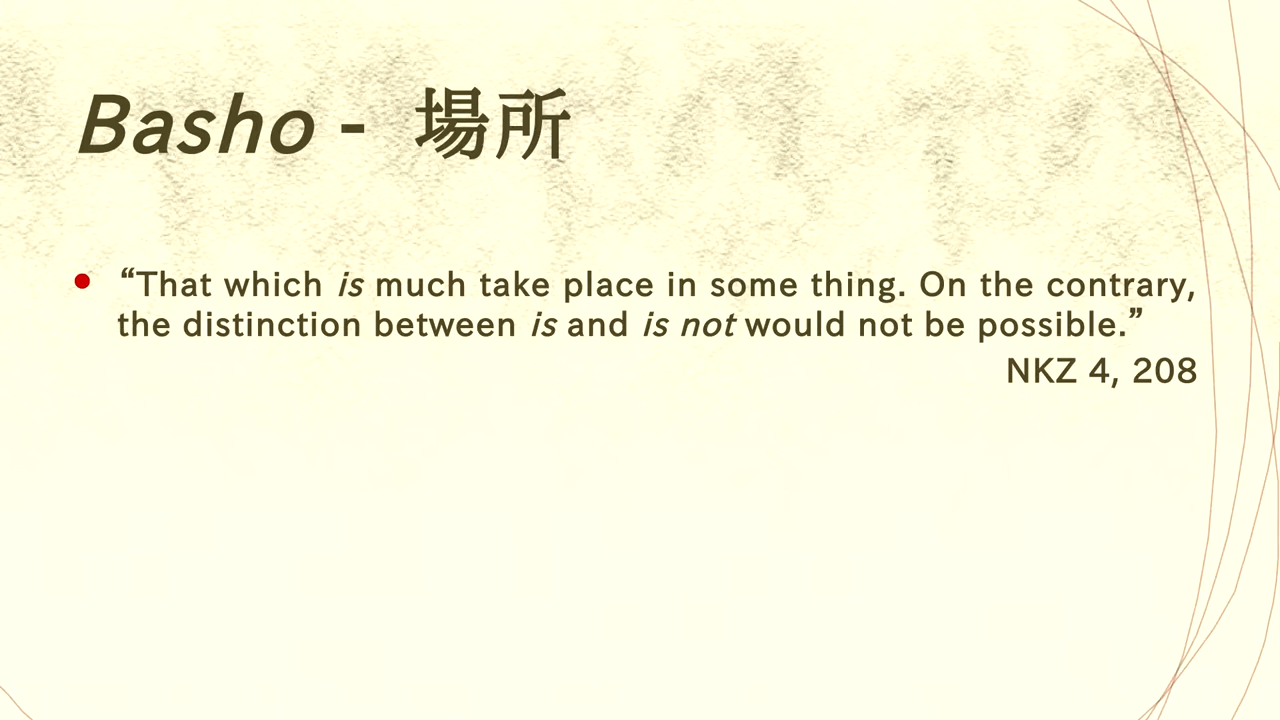 Basho - 場所
“That which is much take place in some thing. On the contrary,
the distinction between is and is not would not be possible.”
NKZ 4, 208